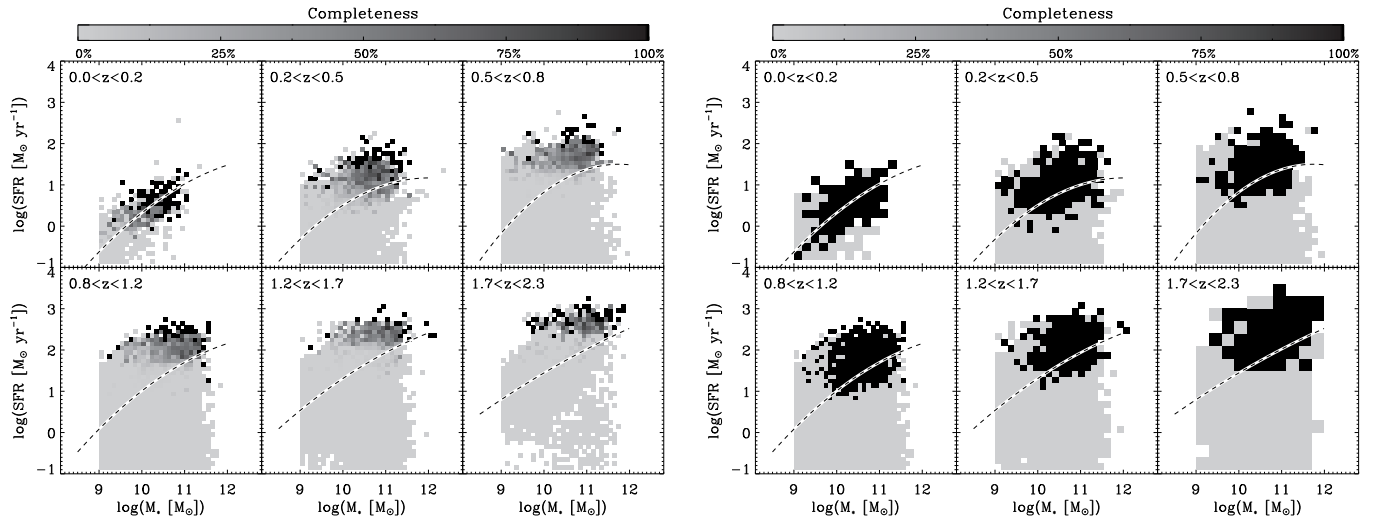 Completeness
0% 25% 50% 75% 100%
0.0<z<0.2 0.2<z<0.5 0.5<z<0.8
4
3
2
1
0
−1
log(SFR [M⊙ yr⁻¹])
0.8<z<1.2 1.2<z<1.7 1.7<z<2.3
4
3
2
1
0
−1
log(SFR [M⊙ yr⁻¹])
9 10 11 12 9 10 11 12 9 10 11 12
log(M⋆ [M⊙]) log(M⋆ [M⊙]) log(M⋆ [M⊙])
Completeness
0% 25% 50% 75% 100%
0.0<z<0.2 0.2<z<0.5 0.5<z<0.8
4
3
2
1
0
−1
log(SFR [M⊙ yr⁻¹])
0.8<z<1.2 1.2<z<1.7 1.7<z<2.3
4
3
2
1
0
−1
log(SFR [M⊙ yr⁻¹])
9 10 11 12 9 10 11 12 9 10 11 12
log(M⋆ [M⊙]) log(M⋆ [M⊙]) log(M⋆ [M⊙])